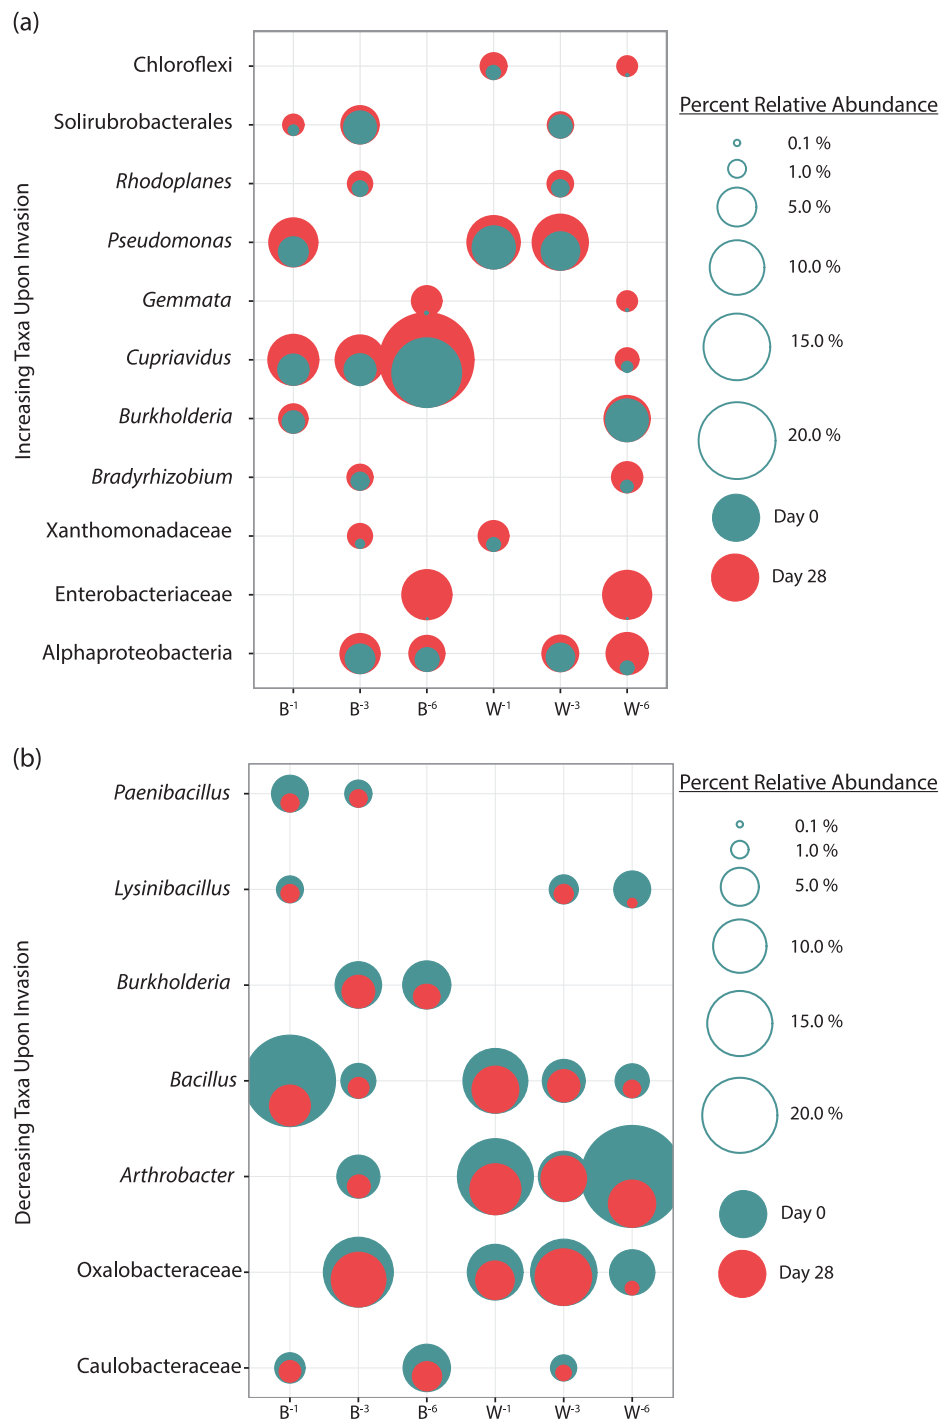 (a)
Increasing Taxa Upon Invasion
Chloroflexi
Solirubrobacterales
Rhodoplanes
Pseudomonas
Gemmata
Cupriavidus
Burkholderia
Bradyrhizobium
Xanthomonadaceae
Enterobacteriaceae
Alphaproteobacteria
B⁻¹ B⁻³ B⁻⁶ W⁻¹ W⁻³ W⁻⁶
Percent Relative Abundance
0.1 %
1.0 %
5.0 %
10.0 %
15.0 %
20.0 %
Day 0
Day 28
(b)
Decreasing Taxa Upon Invasion
Paenibacillus
Lysinibacillus
Burkholderia
Bacillus
Arthrobacter
Oxalobacteraceae
Caulobacteraceae
B⁻¹ B⁻³ B⁻⁶ W⁻¹ W⁻³ W⁻⁶
Percent Relative Abundance
0.1 %
1.0 %
5.0 %
10.0 %
15.0 %
20.0 %
Day 0
Day 28